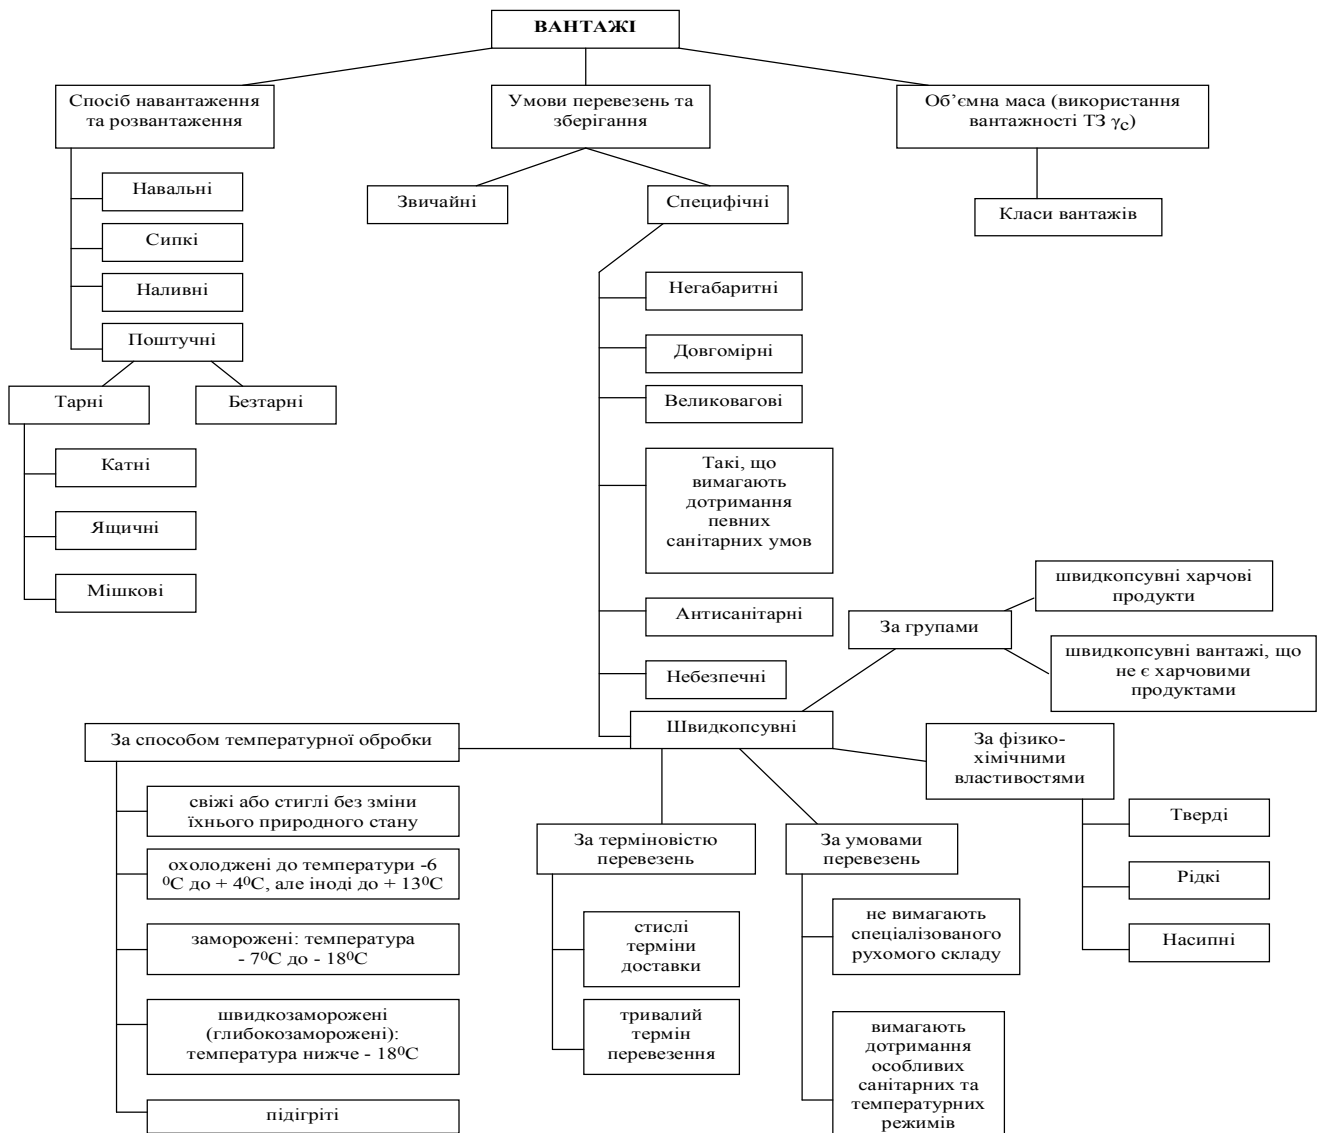 ВАНТАЖІ
Спосіб навантаження
та розвантаження
Умови перевезень та
зберігання
Об’ємна маса (використання
вантажності ТЗ γc)
Навальні
Сипкі
Наливні
Поштучні
Тарні
Безтарні
Катні
Ящичні
Мішкові
Звичайні
Специфічні
Класи вантажів
Негабаритні
Довгомірні
Великовагові
Такі, що
вимагають
дотримання
певних
санітарних умов
Антисанітарні
Небезпечні
Швидкопсувні
За групами
швидкопсувні харчові
продукти
швидкопсувні вантажі, що
не є харчовими
продуктами
За способом температурної обробки
свіжі або стиглі без зміни
їхнього природного стану
охолоджені до температури -6
⁰С до + 4⁰С, але іноді до + 13⁰С
заморожені: температура
- 7⁰С до - 18⁰С
швидкозаморожені
(глибокозаморожені):
температура нижче - 18⁰С
підігріті
За терміновістю
перевезень
стислі
терміни
доставки
тривалий
термін
перевезення
За умовами
перевезень
не вимагають
спеціалізованого
рухомого складу
вимагають
дотримання
особливих
санітарних та
температурних
режимів
За фізико-
хімічними
властивостями
Тверді
Рідкі
Насипні